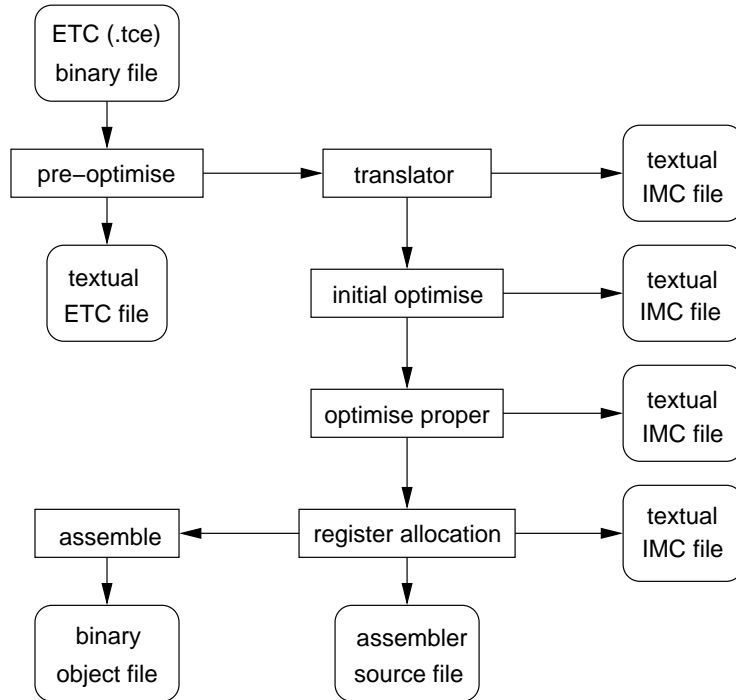 ETC (.tce)
binary file
pre−optimise
translator
textual
IMC file
textual
ETC file
initial optimise
textual
IMC file
optimise proper
textual
IMC file
assemble
register allocation
textual
IMC file
binary
object file
assembler
source file